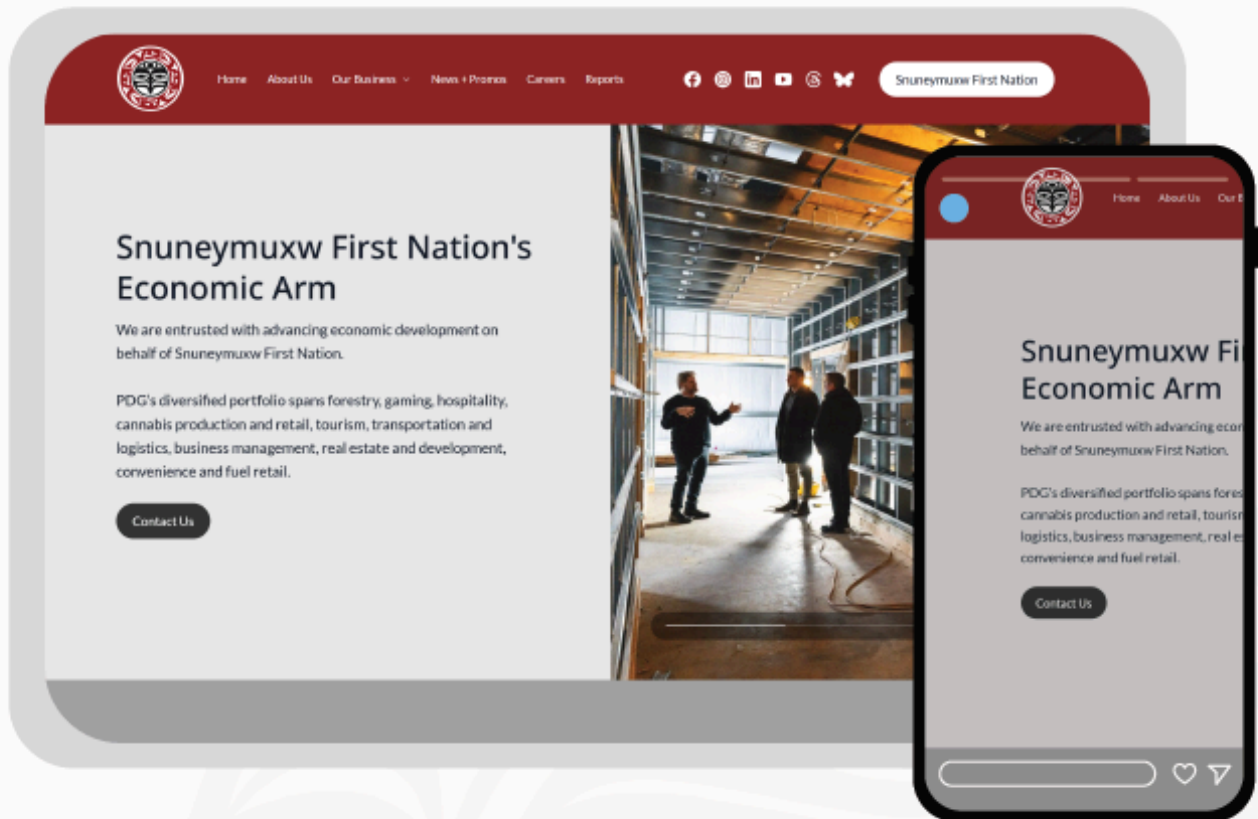 Home About Us Our Business News + Promos Careers Reports Snuneymuxw First Nation
Snuneymuxw First Nation's
Economic Arm
We are entrusted with advancing economic development on
behalf of Snuneymuxw First Nation.
PDG's diversified portfolio spans forestry, gaming, hospitality,
cannabis production and retail, tourism, transportation and
logistics, business management, real estate and development,
convenience and fuel retail.
Contact Us
Home About Us Our B
Snuneymuxw Fi
Economic Arm
We are entrusted with advancing econ
behalf of Snuneymuxw First Nation.
PDG's diversified portfolio spans fores
cannabis production and retail, tourism
logistics, business management, real es
convenience and fuel retail.
Contact Us